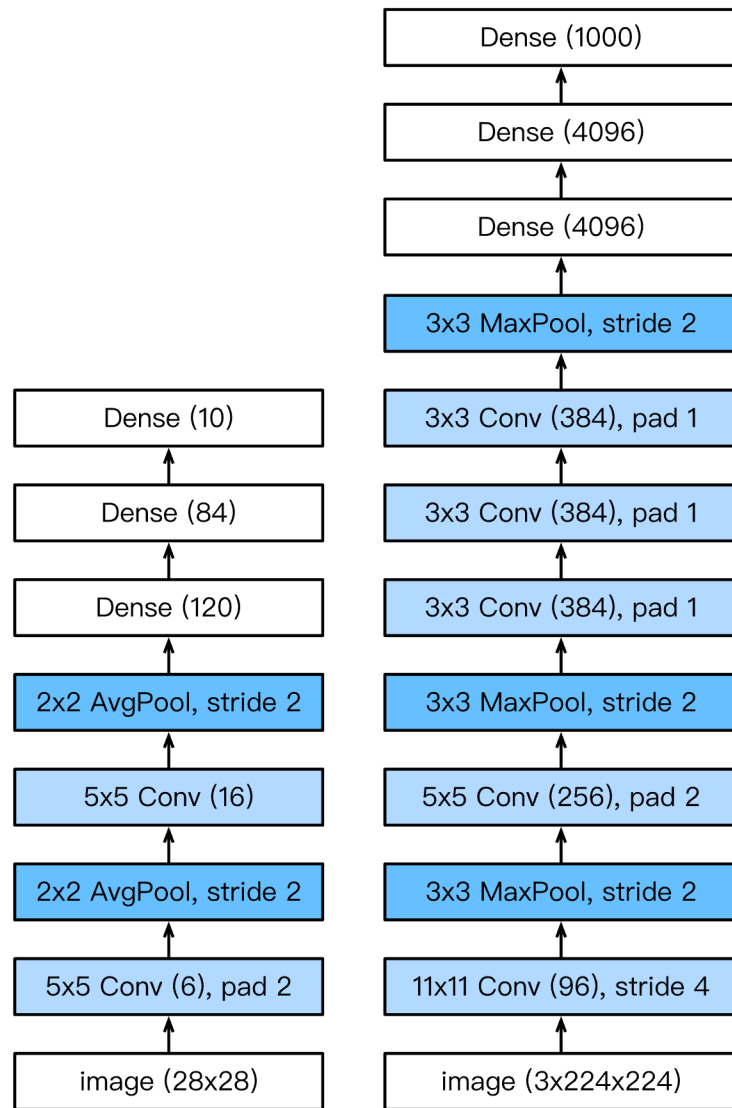 Dense (10)
Dense (84)
Dense (120)
2x2 AvgPool, stride 2
5x5 Conv (16)
2x2 AvgPool, stride 2
5x5 Conv (6), pad 2
image (28x28)
Dense (1000)
Dense (4096)
Dense (4096)
3x3 MaxPool, stride 2
3x3 Conv (384), pad 1
3x3 Conv (384), pad 1
3x3 Conv (384), pad 1
3x3 MaxPool, stride 2
5x5 Conv (256), pad 2
3x3 MaxPool, stride 2
11x11 Conv (96), stride 4
image (3x224x224)